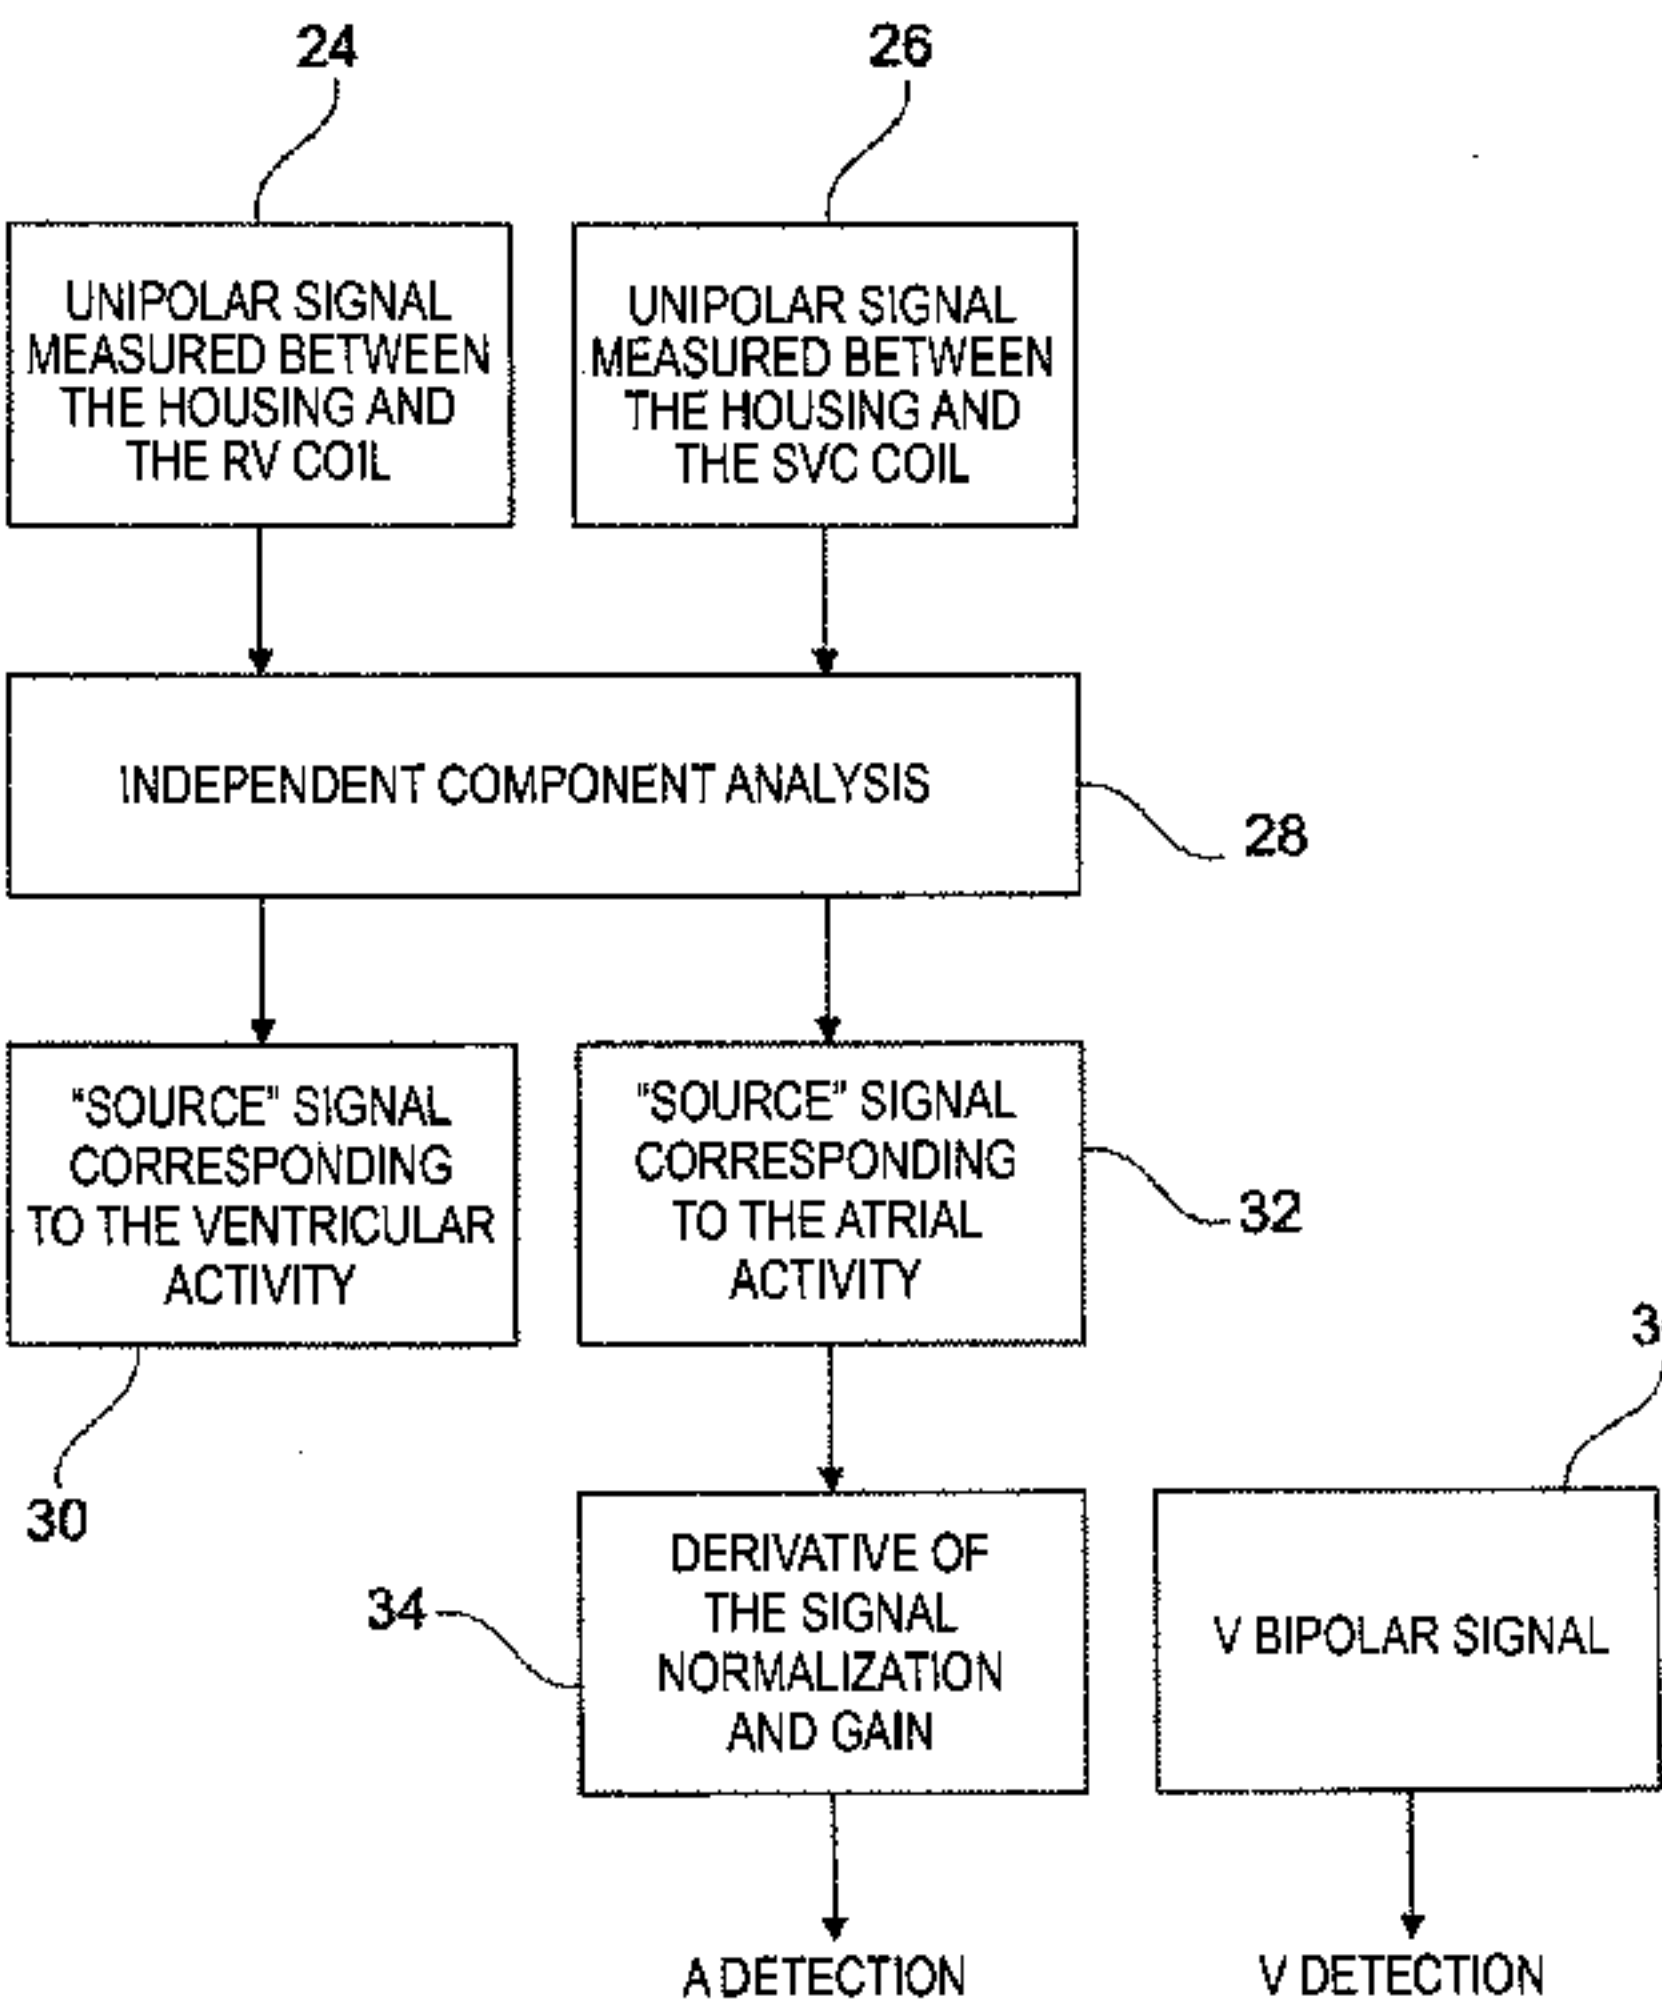 24
26
UNIPOLAR SIGNAL
MEASURED BETWEEN
THE HOUSING AND
THE RV COIL
UNIPOLAR SIGNAL
MEASURED BETWEEN
THE HOUSING AND
THE SVC COIL
INDEPENDENT COMPONENT ANALYSIS
28
"SOURCE" SIGNAL
CORRESPONDING
TO THE VENTRICULAR
ACTIVITY
"SOURCE" SIGNAL
CORRESPONDING
TO THE ATRIAL
ACTIVITY
32
30
34
DERIVATIVE OF
THE SIGNAL
NORMALIZATION
AND GAIN
3
V BIPOLAR SIGNAL
A DETECTION
V DETECTION